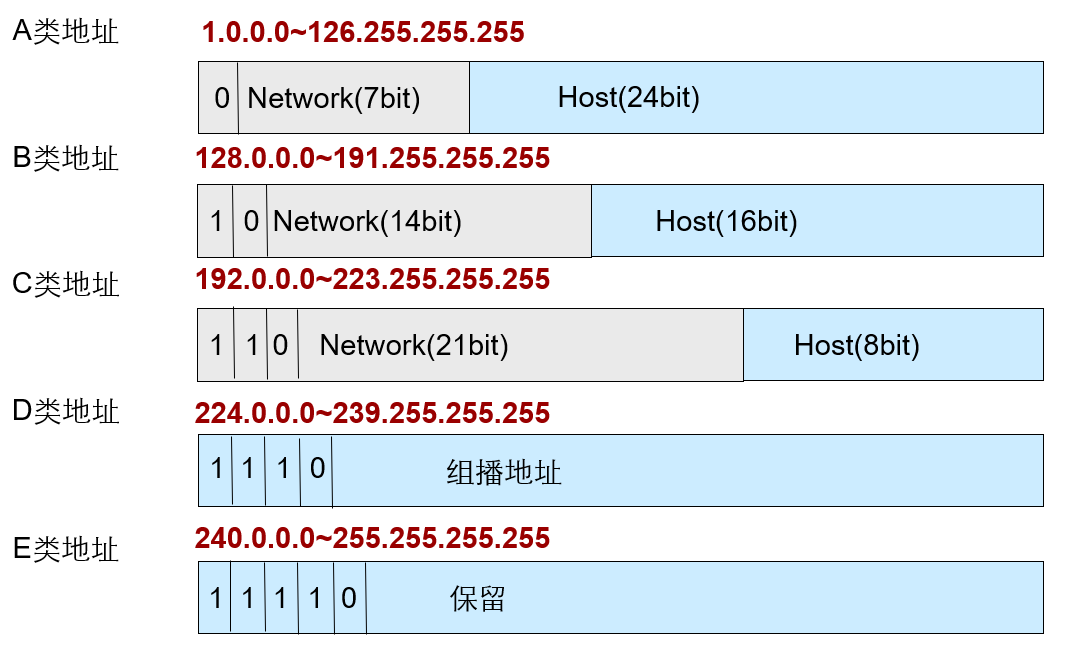 A类地址 1.0.0.0~126.255.255.255
0 Network(7bit) Host(24bit)
B类地址 128.0.0.0~191.255.255.255
1 0 Network(14bit) Host(16bit)
C类地址 192.0.0.0~223.255.255.255
1 1 0 Network(21bit) Host(8bit)
D类地址 224.0.0.0~239.255.255.255
1 1 1 0 组播地址
E类地址 240.0.0.0~255.255.255.255
1 1 1 1 0 保留